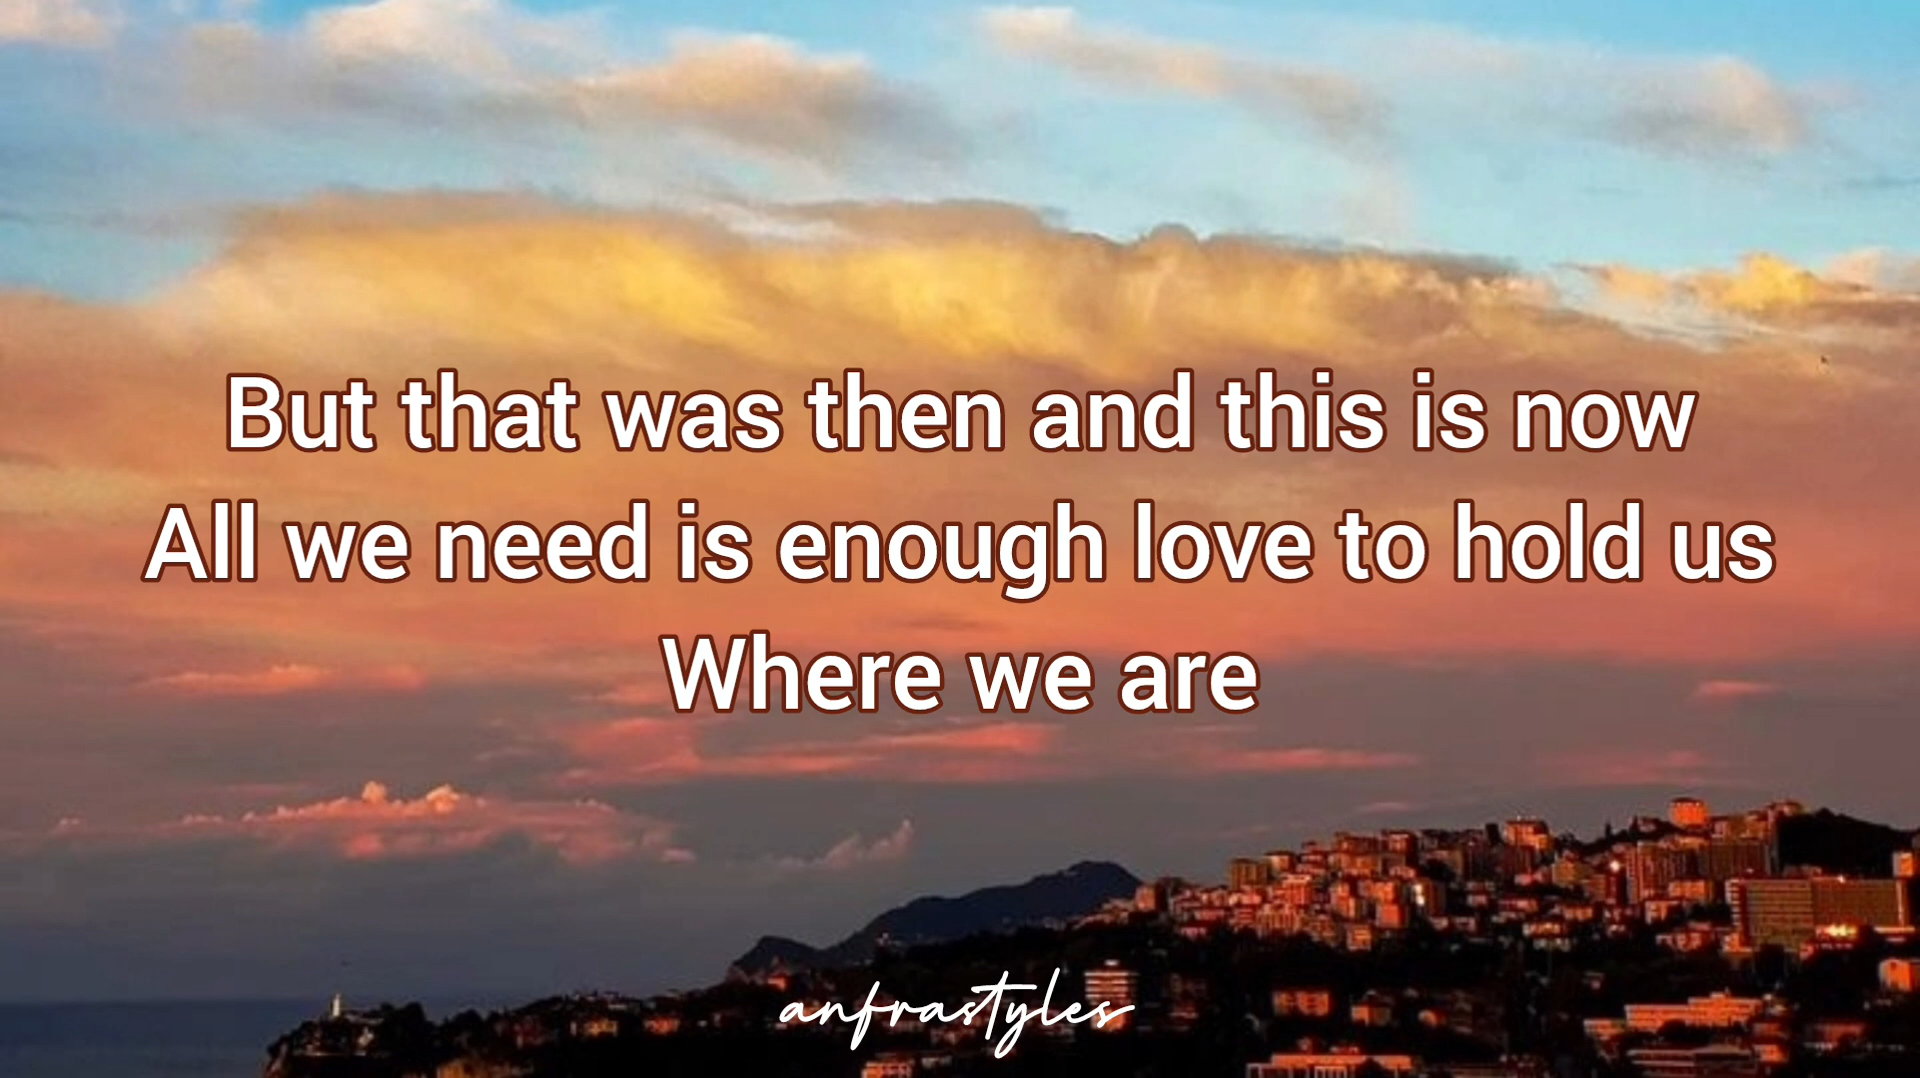 But that was then and this is now
All we need is enough love to hold us
Where we are
anfrastyles